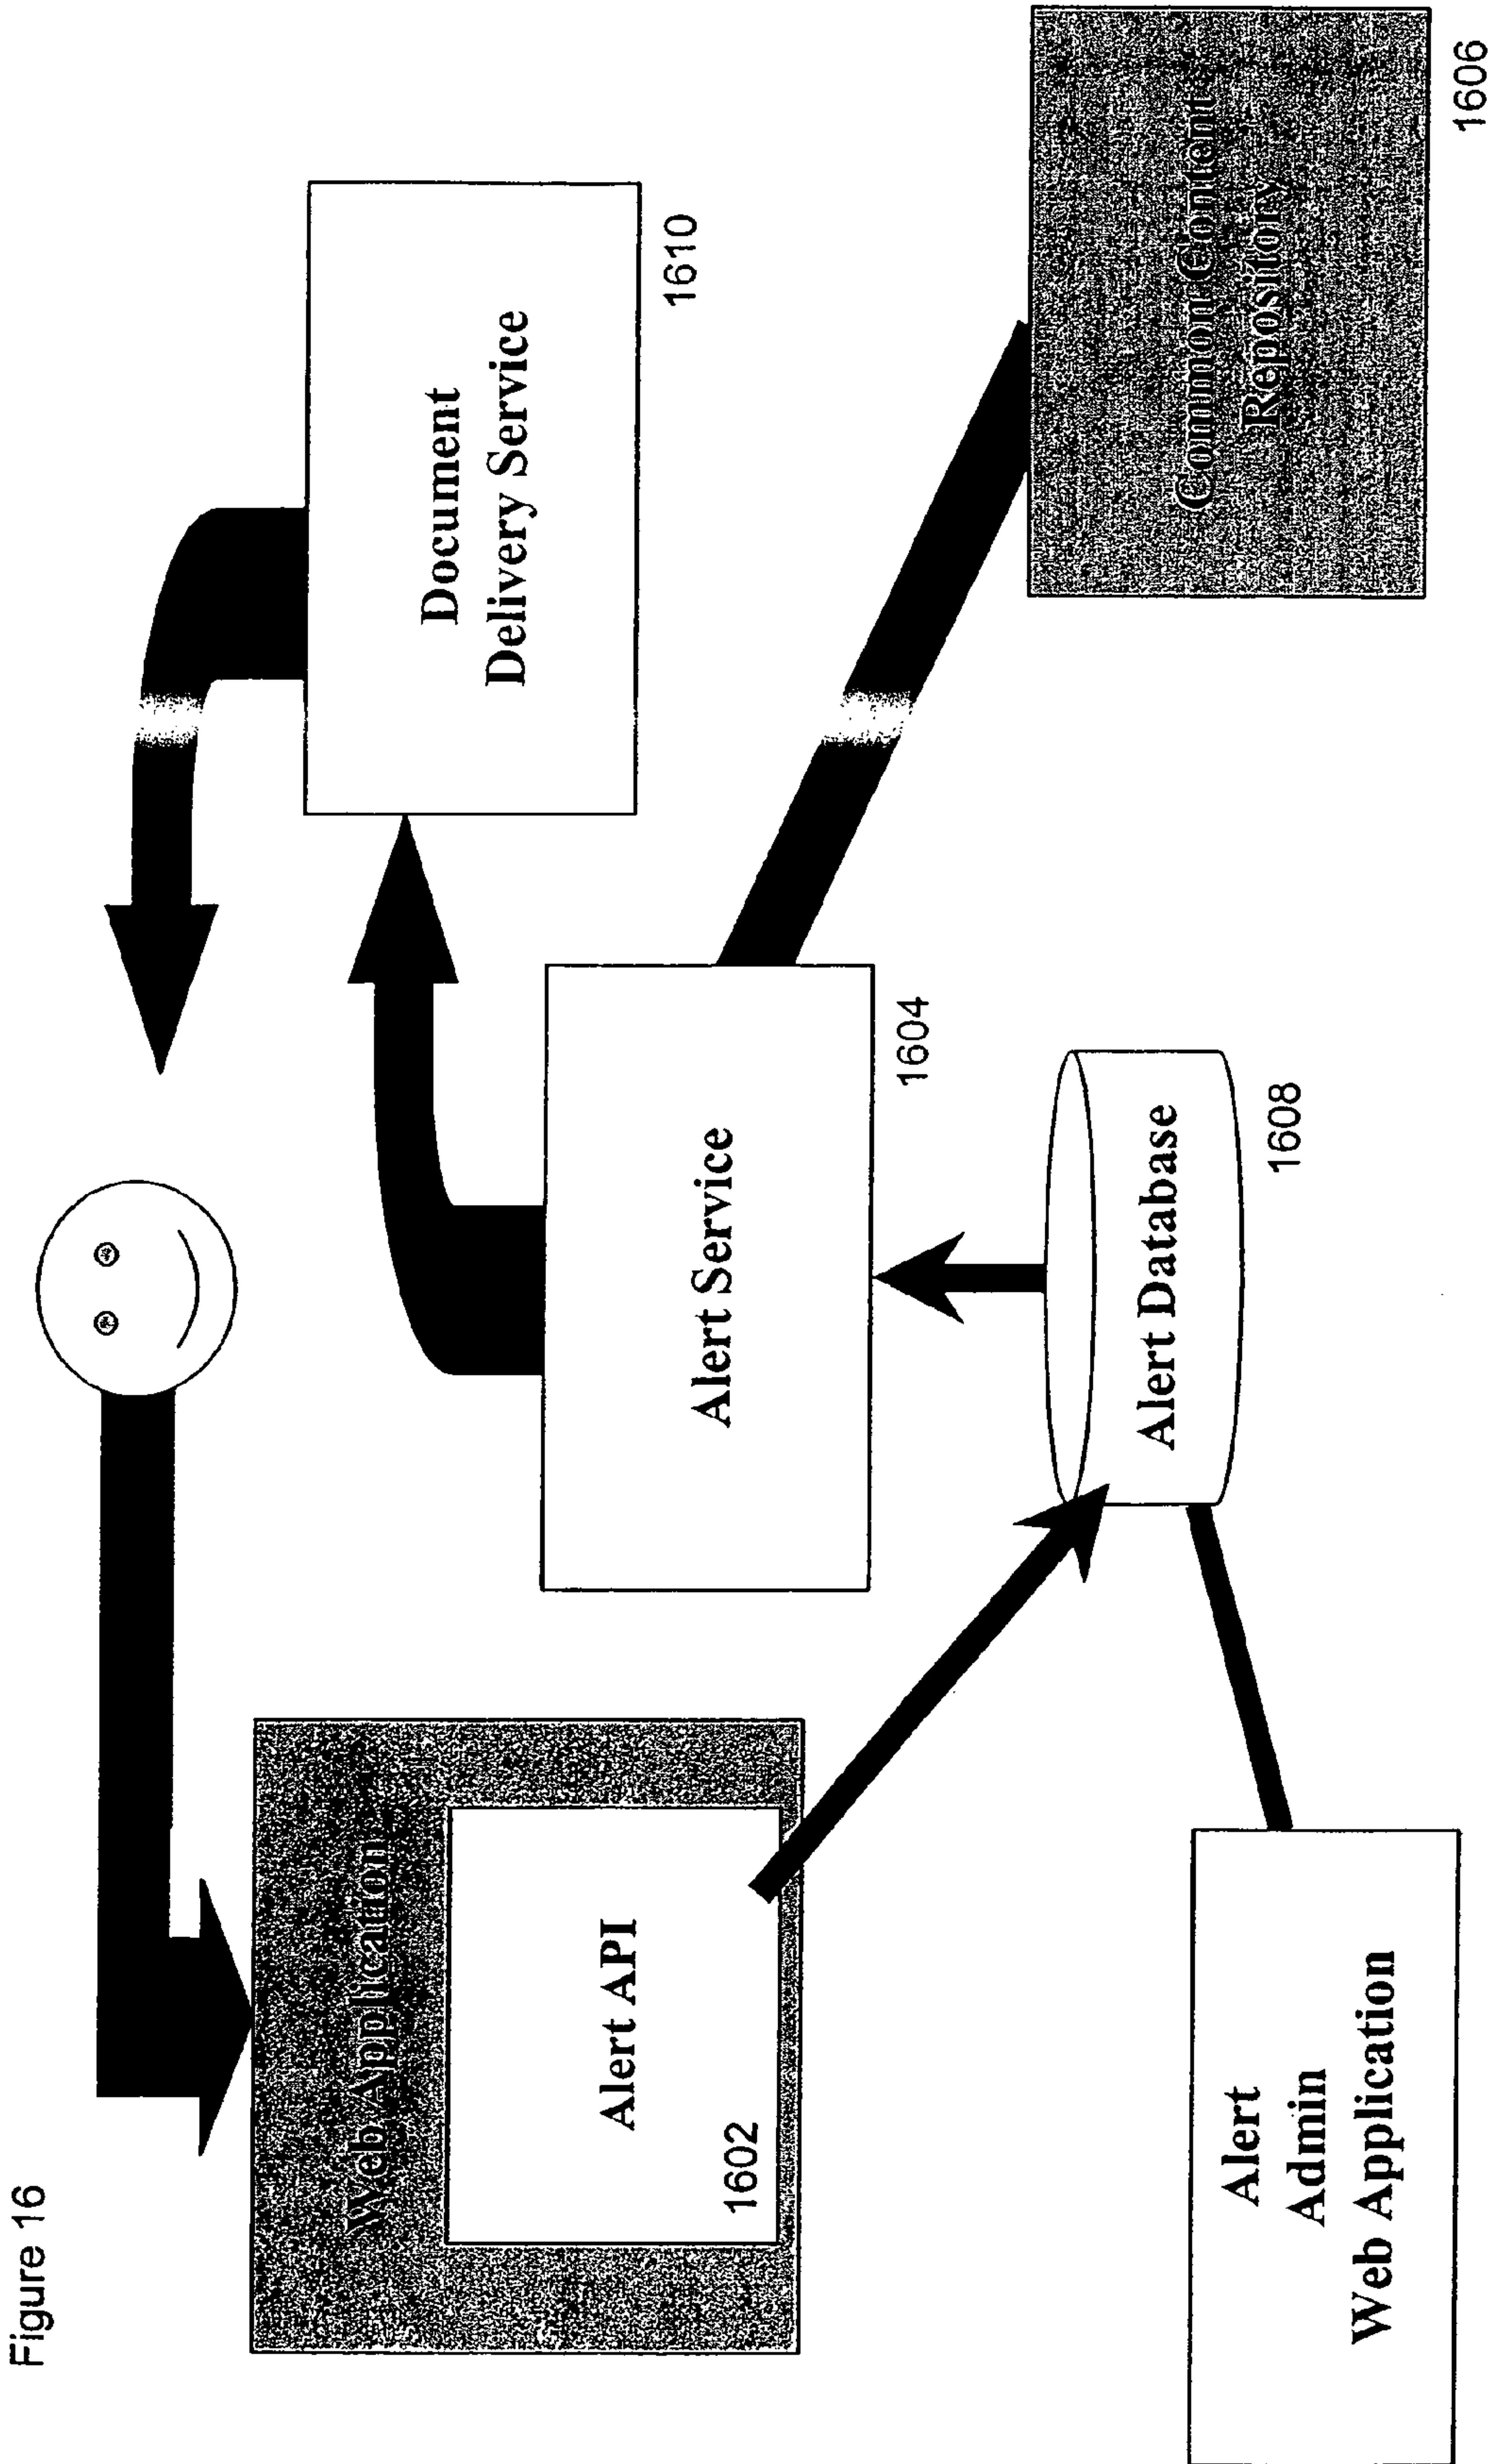 Figure 16
Web Application
Alert API
1602
Alert
Admin
Web Application
Alert Service
1604
Alert Database
1608
Document
Delivery Service
1610
Common Content
Repository
1606